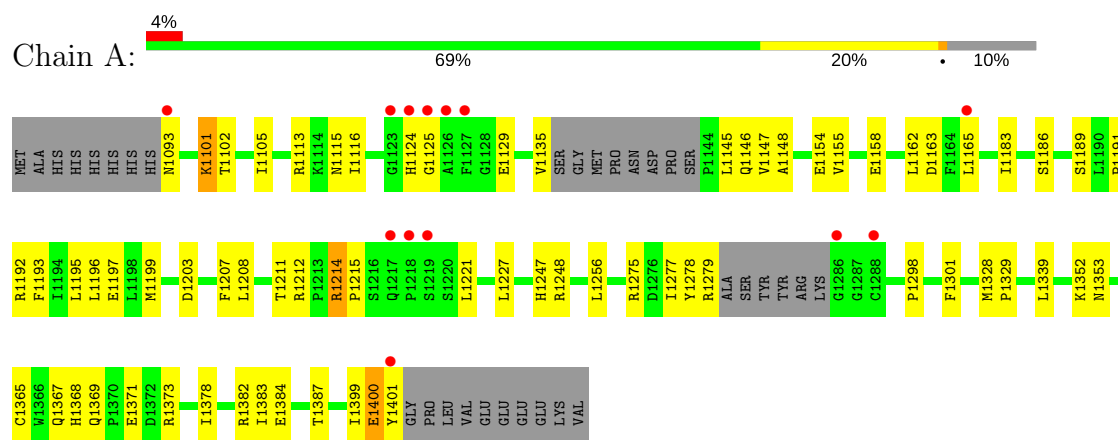 4%
Chain A:
69% 20% • 10%
MET ALA HIS HIS HIS HIS HIS HIS N1093 K1101 T1102 I1105 R1113 K1114 N1115 I1116 G1123 H1124 G1125 A1126 F1127 G1128 E1129 V1135 SER GLY MET PRO ASN ASP PRO SER P1144 L1145 Q1146 V1147 A1148 E1154 V1155 E1158 L1162 D1163 F1164 L1165 I1183 S1186 S1189 L1190 R1191
R1192 F1193 I1194 L1195 L1196 E1197 L1198 M1199 D1203 F1207 L1208 T1211 R1212 P1213 R1214 P1215 S1216 Q1217 P1218 S1219 S1220 L1221 L1227 H1247 R1248 L1256 R1275 D1276 I1277 Y1278 R1279 ALA SER TYR TYR ARG LYS G1286 G1287 C1288 P1298 F1301 M1328 P1329 L1339 K1352 N1353
C1365 W1366 Q1367 H1368 Q1369 P1370 E1371 D1372 R1373 I1378 R1382 I1383 E1384 T1387 I1399 E1400 Y1401 GLY PRO LEU VAL GLU GLU GLU GLU LYS VAL